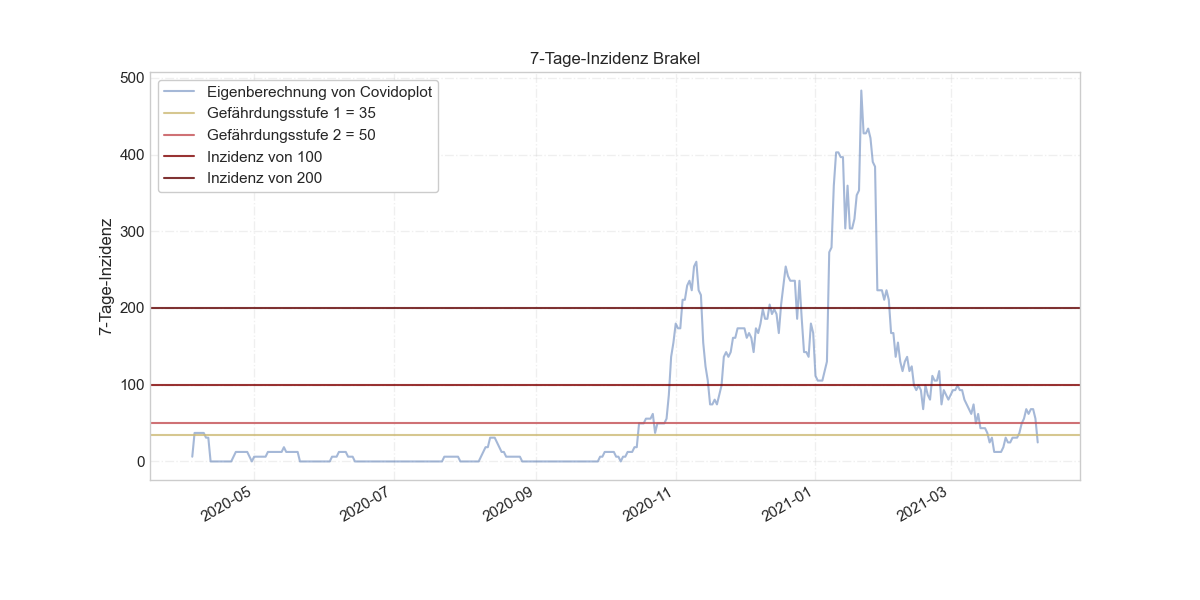 7-Tage-Inzidenz Brakel
500
400
300
200
100
0
7-Tage-Inzidenz
Eigenberechnung von Covidoplot
Gefährdungsstufe 1 = 35
Gefährdungsstufe 2 = 50
Inzidenz von 100
Inzidenz von 200
2020-05
2020-07
2020-09
2020-11
2021-01
2021-03